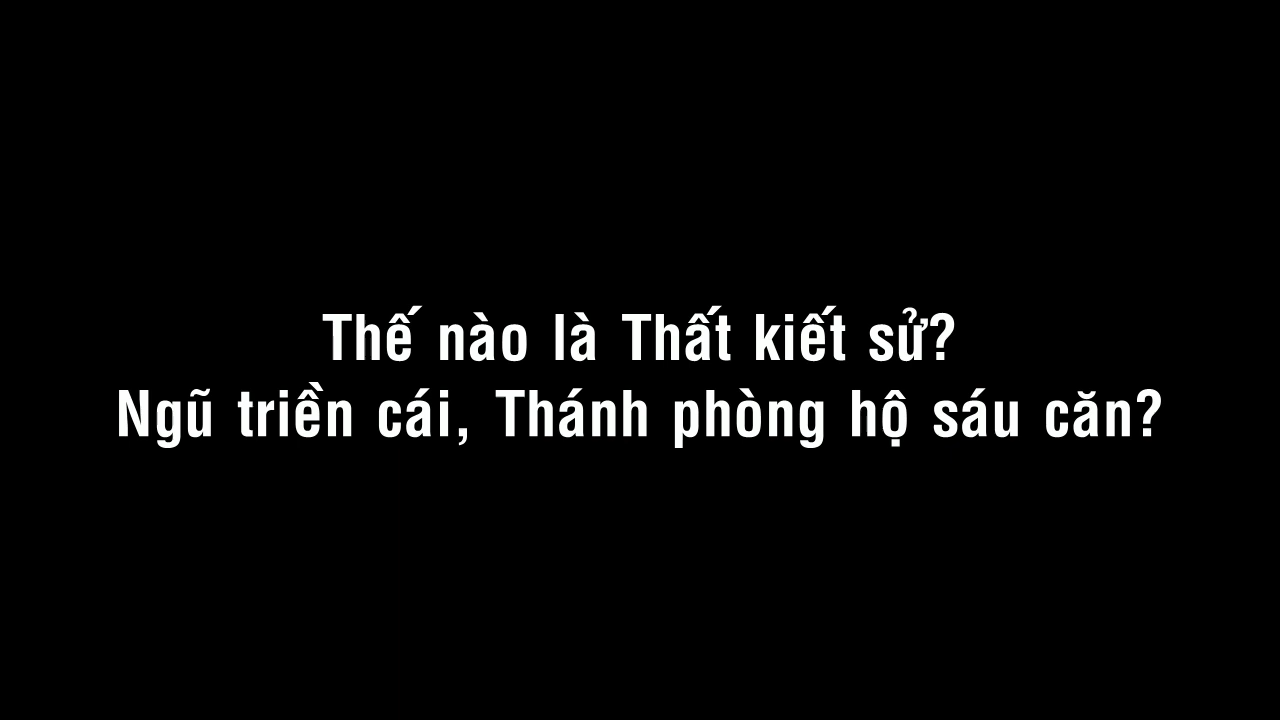 Thế nào là Thất kiết sử?
Ngũ triền cái, Thánh phòng hộ sáu căn?